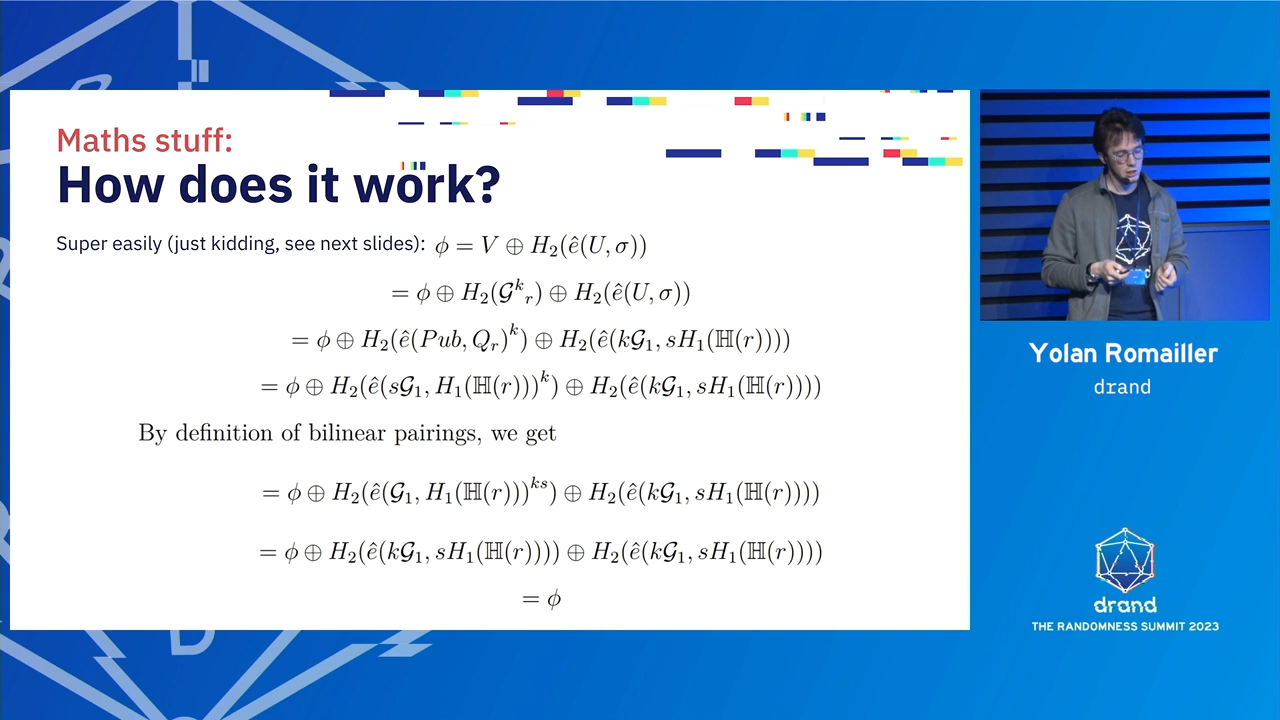 Maths stuff:
How does it work?
Super easily (just kidding, see next slides): ϕ = V ⊕ H₂(ê(U, σ))
= ϕ ⊕ H₂(𝒢ᵏᵣ) ⊕ H₂(ê(U, σ))
= ϕ ⊕ H₂(ê(Pub, Qᵣ)ᵏ) ⊕ H₂(ê(k𝒢₁, sH₁(ℍ(r))))
= ϕ ⊕ H₂(ê(s𝒢₁, H₁(ℍ(r)))ᵏ) ⊕ H₂(ê(k𝒢₁, sH₁(ℍ(r))))
By definition of bilinear pairings, we get
= ϕ ⊕ H₂(ê(𝒢₁, H₁(ℍ(r)))ᵏˢ) ⊕ H₂(ê(k𝒢₁, sH₁(ℍ(r))))
= ϕ ⊕ H₂(ê(k𝒢₁, sH₁(ℍ(r)))) ⊕ H₂(ê(k𝒢₁, sH₁(ℍ(r))))
= ϕ
Yolan Romailler
drand
drand
THE RANDOMNESS SUMMIT 2023